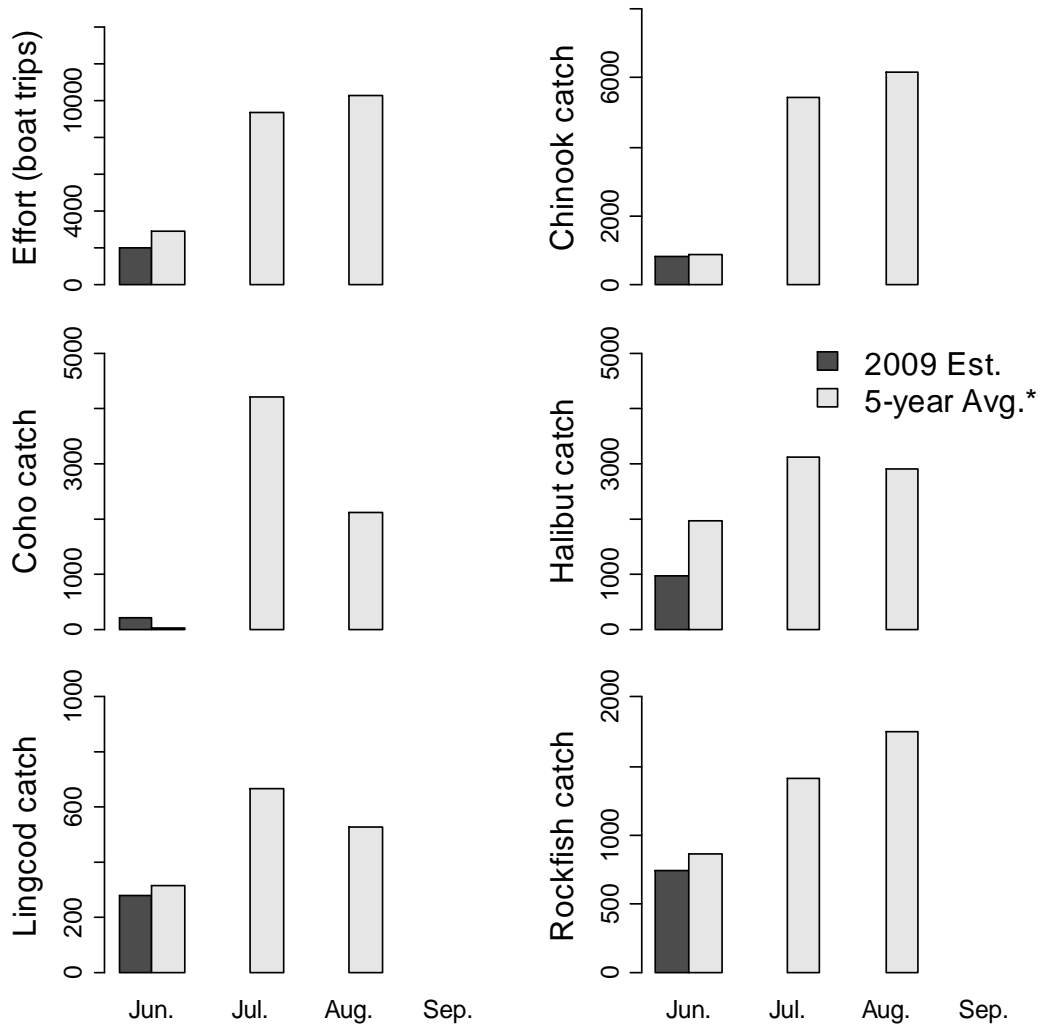 Effort (boat trips)
0 4000 10000
Chinook catch
0 2000 6000
Coho catch
0 1000 3000 5000
Halibut catch
0 1000 3000 5000
2009 Est.
5-year Avg.*
Lingcod catch
0 200 600 1000
Rockfish catch
0 500 1000 2000
Jun. Jul. Aug. Sep.
Jun. Jul. Aug. Sep.